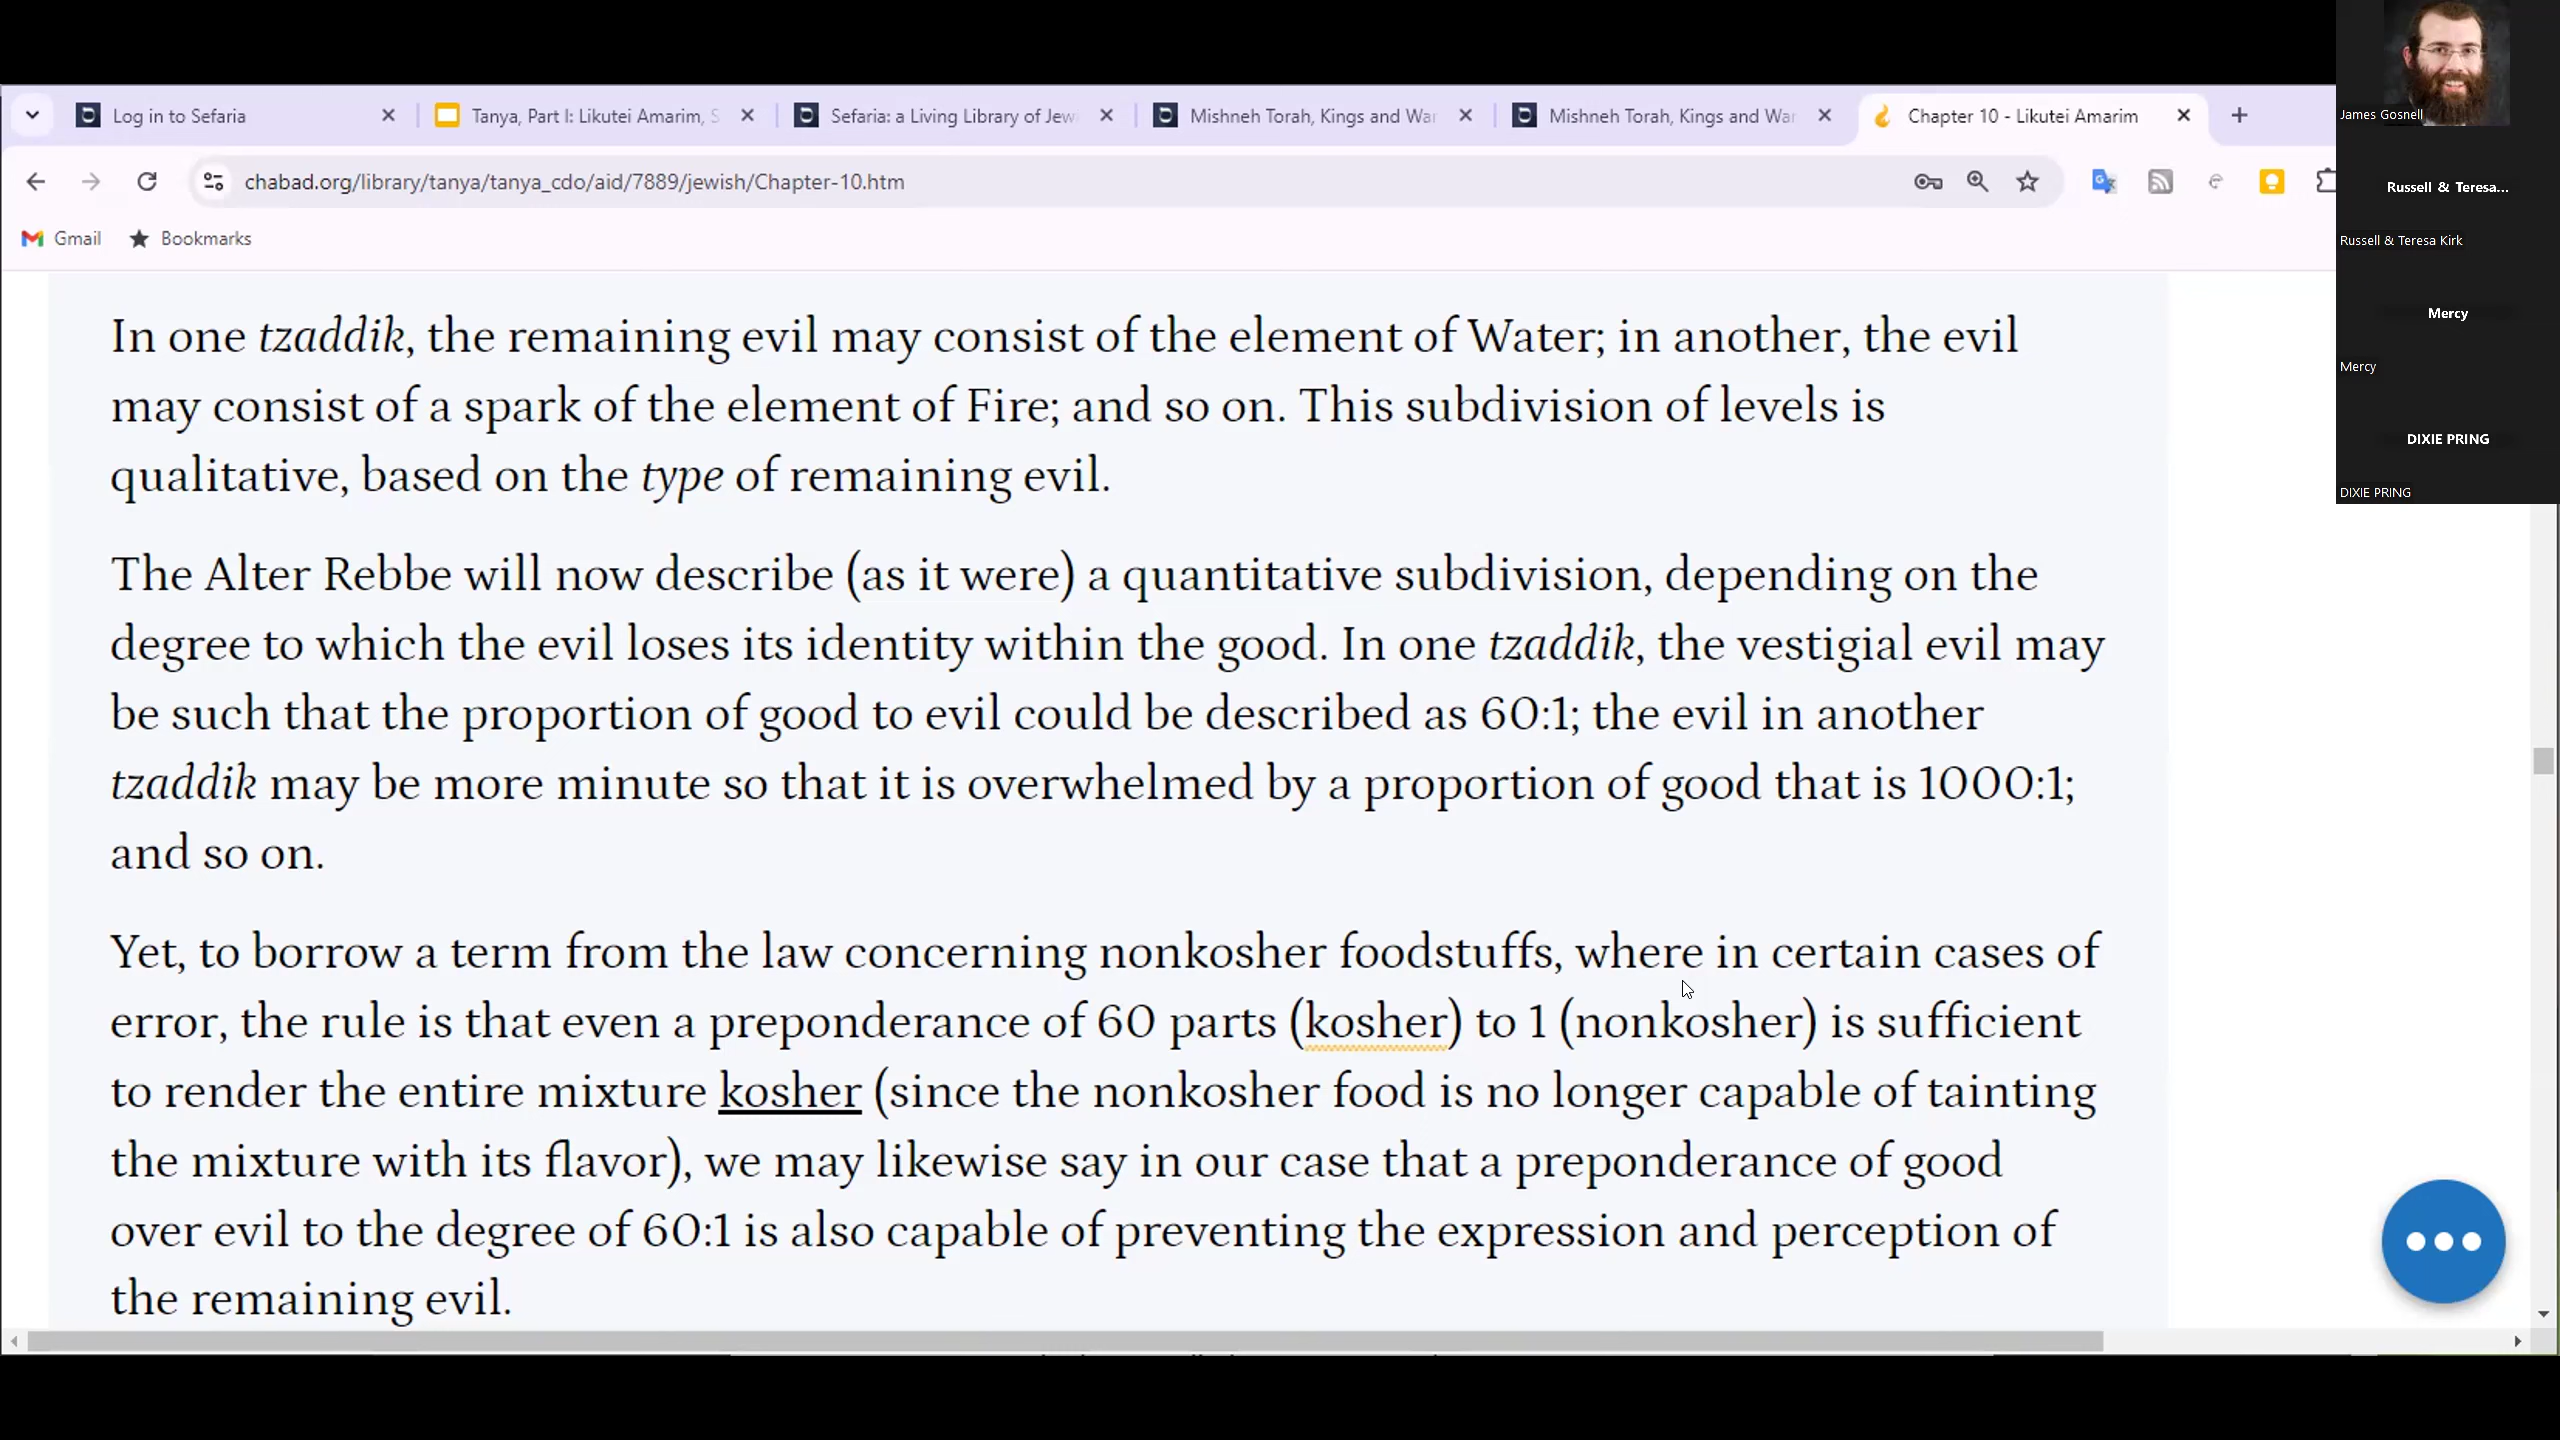 Log in to Sefaria
Tanya, Part I: Likutei Amarim, S
Sefaria: a Living Library of Jew
Mishneh Torah, Kings and War
Mishneh Torah, Kings and War
Chapter 10 - Likutei Amarim
chabad.org/library/tanya/tanya_cdo/aid/7889/jewish/Chapter-10.htm
Gmail
Bookmarks
James Gosnell
Russell & Teresa...
Russell & Teresa Kirk
Mercy
Mercy
DIXIE PRING
DIXIE PRING
In one tzaddik, the remaining evil may consist of the element of Water; in another, the evil
may consist of a spark of the element of Fire; and so on. This subdivision of levels is
qualitative, based on the type of remaining evil.
The Alter Rebbe will now describe (as it were) a quantitative subdivision, depending on the
degree to which the evil loses its identity within the good. In one tzaddik, the vestigial evil may
be such that the proportion of good to evil could be described as 60:1; the evil in another
tzaddik may be more minute so that it is overwhelmed by a proportion of good that is 1000:1;
and so on.
Yet, to borrow a term from the law concerning nonkosher foodstuffs, where in certain cases of
error, the rule is that even a preponderance of 60 parts (kosher) to 1 (nonkosher) is sufficient
to render the entire mixture kosher (since the nonkosher food is no longer capable of tainting
the mixture with its flavor), we may likewise say in our case that a preponderance of good
over evil to the degree of 60:1 is also capable of preventing the expression and perception of
the remaining evil.